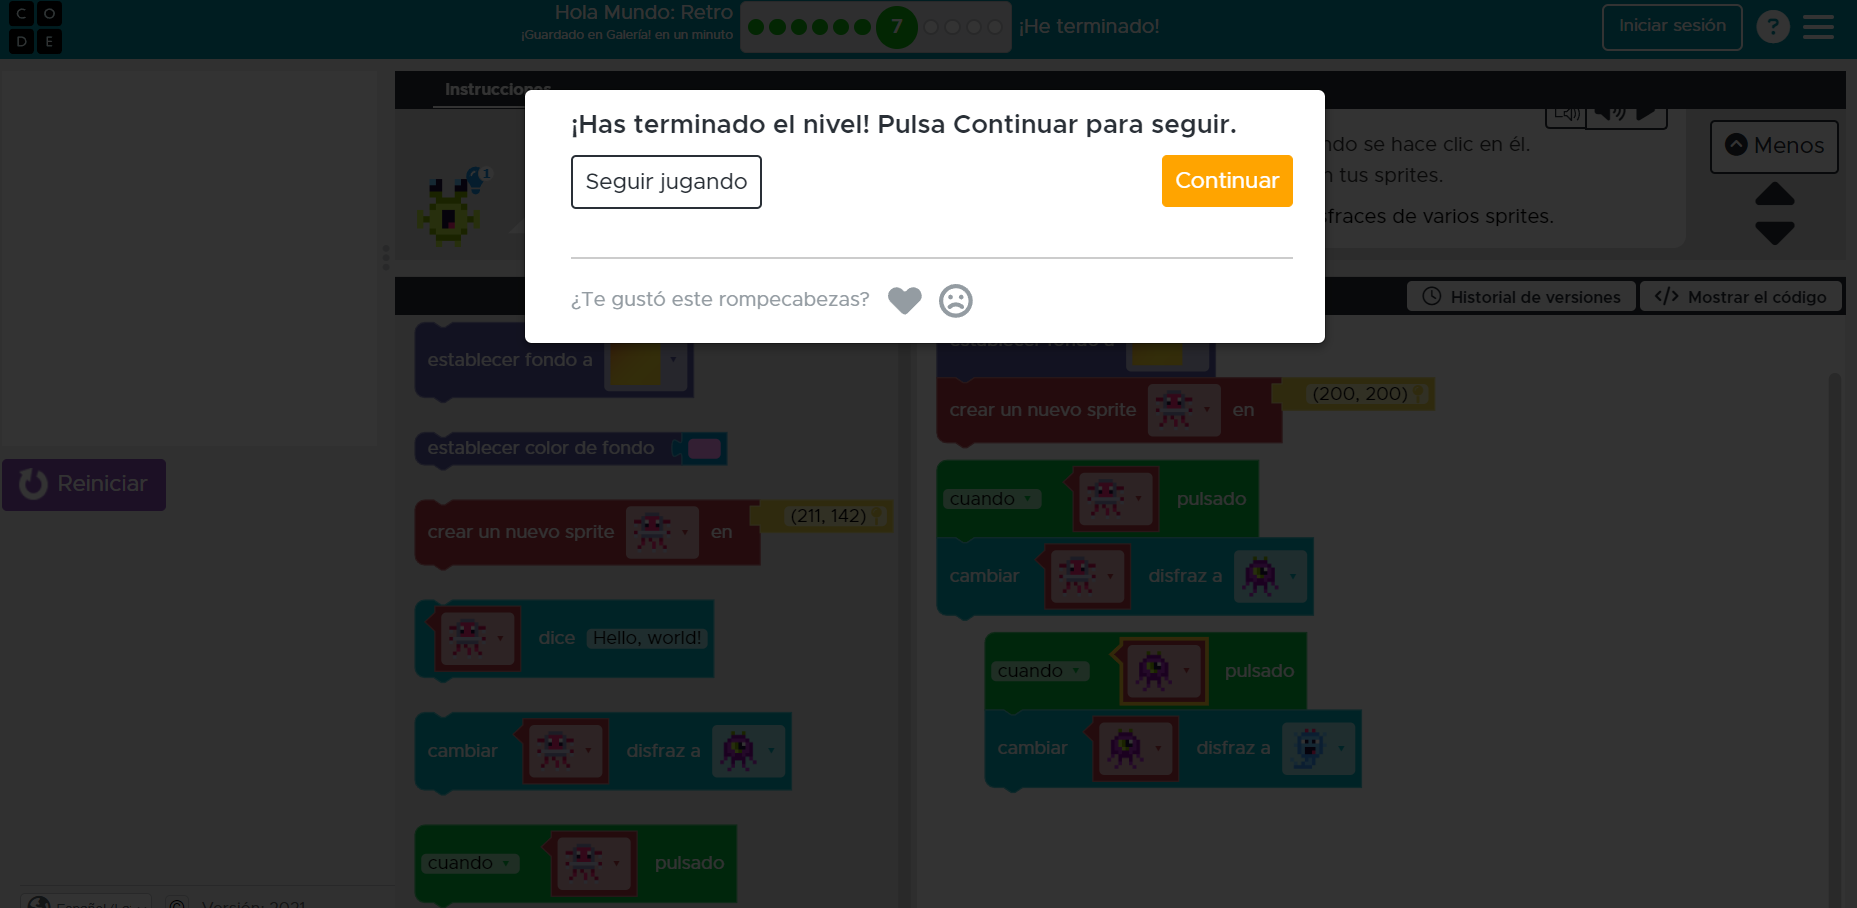 CODE
Hola Mundo: Retro
¡Guardado en Galería! en un minuto
7
¡He terminado!
Iniciar sesión
?
Instrucciones
¡Has terminado el nivel! Pulsa Continuar para seguir.
Seguir jugando
Continuar
¿Te gustó este rompecabezas?
1
ndo se hace clic en él.
n tus sprites.
sfraces de varios sprites.
Menos
Historial de versiones
Mostrar el código
Reiniciar
establecer fondo a
establecer color de fondo
crear un nuevo sprite en (211, 142)
dice Hello, world!
cambiar disfraz a
cuando pulsado
establecer fondo a
crear un nuevo sprite en (200, 200)
cuando pulsado
cambiar disfraz a
cuando pulsado
cambiar disfraz a
Versión: 2021